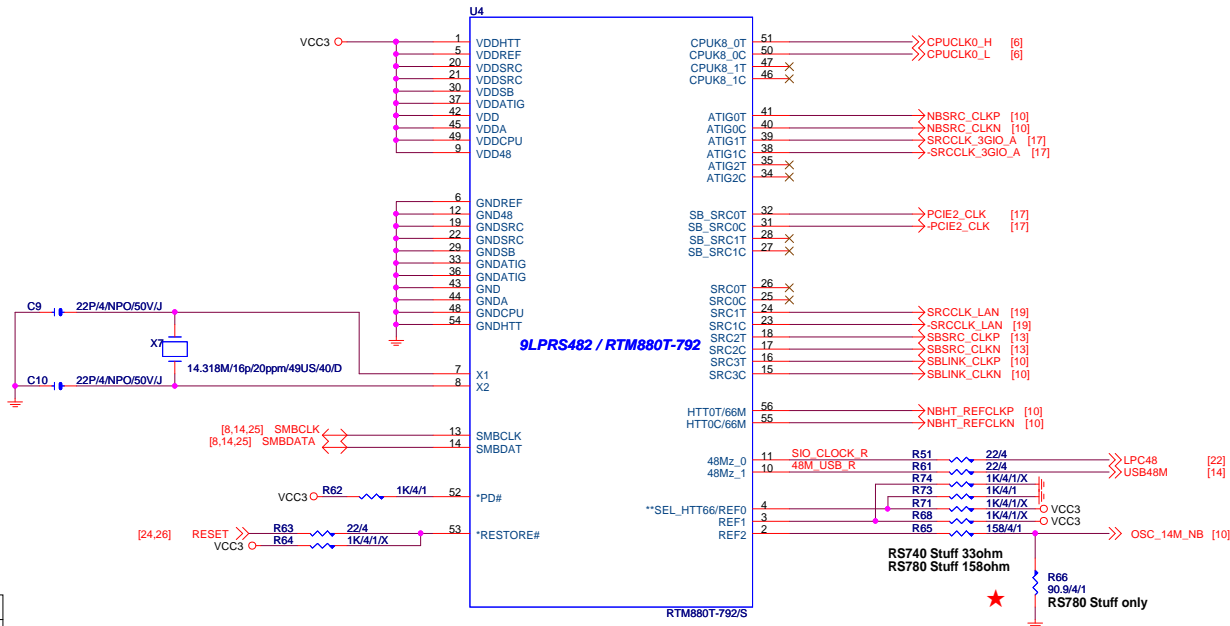 U4
VCC3
1 VDDHTT
5 VDDREF
20 VDDSRC
21 VDDSRC
30 VDDSB
37 VDDATIG
42 VDD
45 VDDA
49 VDDCPU
9 VDD48
6 GNDREF
12 GND48
19 GNDSRC
22 GNDSRC
29 GNDSB
33 GNDATIG
36 GNDATIG
43 GND
44 GNDA
48 GNDCPU
54 GNDHTT
C9 22P/4/NPO/50V/J
X7
14.318M/16p/20ppm/49US/40/D
C10 22P/4/NPO/50V/J
7 X1
8 X2
[8,14,25] SMBCLK 13 SMBCLK
[8,14,25] SMBDATA 14 SMBDAT
VCC3 R62 1K/4/1 52 *PD#
[24,26] RESET R63 22/4 53 *RESTORE#
VCC3 R64 1K/4/1/X
9LPRS482 / RTM880T-792
CPUK8_0T 51 CPUCLK0_H [6]
CPUK8_0C 50 CPUCLK0_L [6]
CPUK8_1T 47
CPUK8_1C 46
ATIG0T 41 NBSRC_CLKP [10]
ATIG0C 40 NBSRC_CLKN [10]
ATIG1T 39 SRCCLK_3GIO_A [17]
ATIG1C 38 -SRCCLK_3GIO_A [17]
ATIG2T 35
ATIG2C 34
SB_SRC0T 32 PCIE2_CLK [17]
SB_SRC0C 31 -PCIE2_CLK [17]
SB_SRC1T 28
SB_SRC1C 27
SRC0T 26
SRC0C 25
SRC1T 24 SRCCLK_LAN [19]
SRC1C 23 -SRCCLK_LAN [19]
SRC2T 18 SBSRC_CLKP [13]
SRC2C 17 SBSRC_CLKN [13]
SRC3T 16 SBLINK_CLKP [10]
SRC3C 15 SBLINK_CLKN [10]
HTT0T/66M 56 NBHT_REFCLKP [10]
HTT0C/66M 55 NBHT_REFCLKN [10]
48Mz_0 11 SIO_CLOCK_R R51 22/4 LPC48 [22]
48Mz_1 10 48M_USB_R R61 22/4 USB48M [14]
R74 1K/4/1/X
R73 1K/4/1
**SEL_HTT66/REF0 4 R71 1K/4/1/X VCC3
REF1 3 R68 1K/4/1/X VCC3
REF2 2 R65 158/4/1 OSC_14M_NB [10]
RS740 Stuff 33ohm
RS780 Stuff 158ohm
R66
90.9/4/1
RS780 Stuff only
RTM880T-792/S